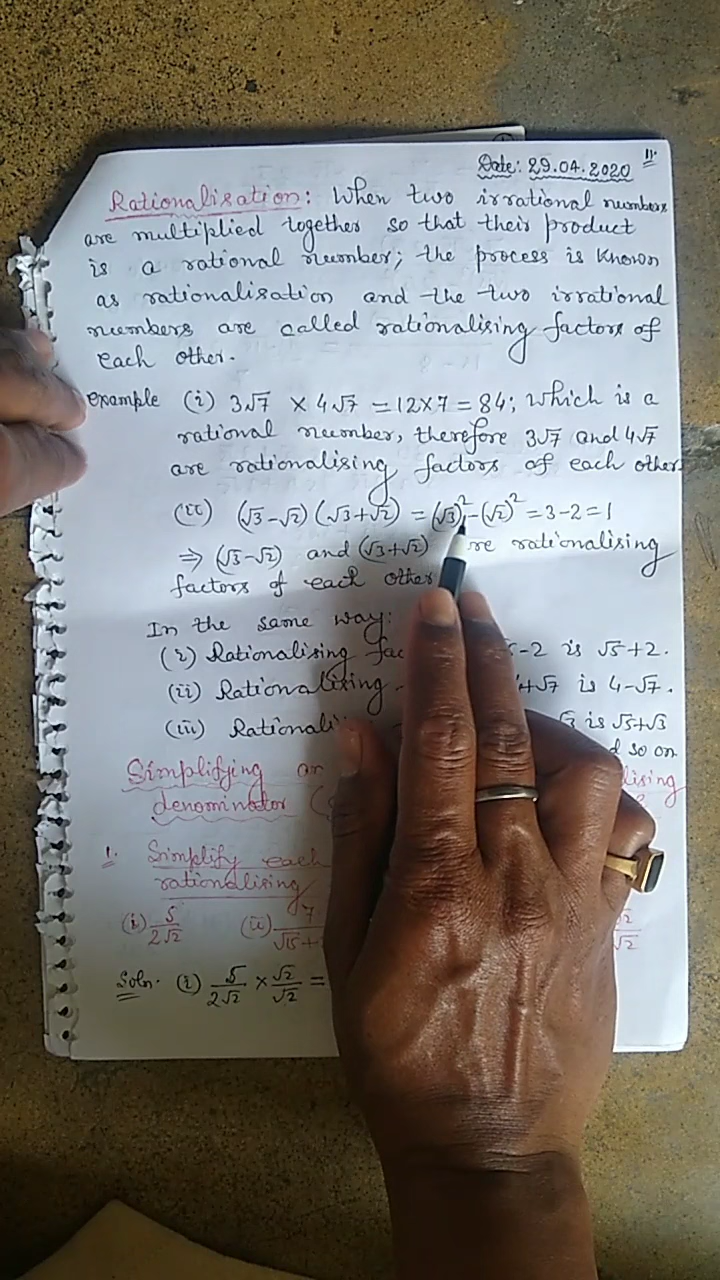 Date: 29.04.2020
11.
Rationalisation: When two irrational numbers
are multiplied together so that their product
is a rational number; the process is known
as rationalisation and the two irrational
numbers are called rationalising factors of
each other.
example (i) 3√7 × 4√7 = 12×7 = 84; which is a
rational number, therefore 3√7 and 4√7
are rationalising factors of each other
(ii) (√3-√2)(√3+√2) = (√3)²-(√2)² = 3-2 = 1
⇒ (√3-√2) and (√3+√2) re rationalising
factors of each other
In the same way:
(i) Rationalising fac -2 is √5+2.
(ii) Rationalising +√7 is 4-√7.
(iii) Rationali is √5+√3
d so on
Simplifying lising
denominator
1. Simplify each
rationalising
(i) 5/2√2 (ii) 7/√15+
Soln. (i) 5/2√2 × √2/√2 =